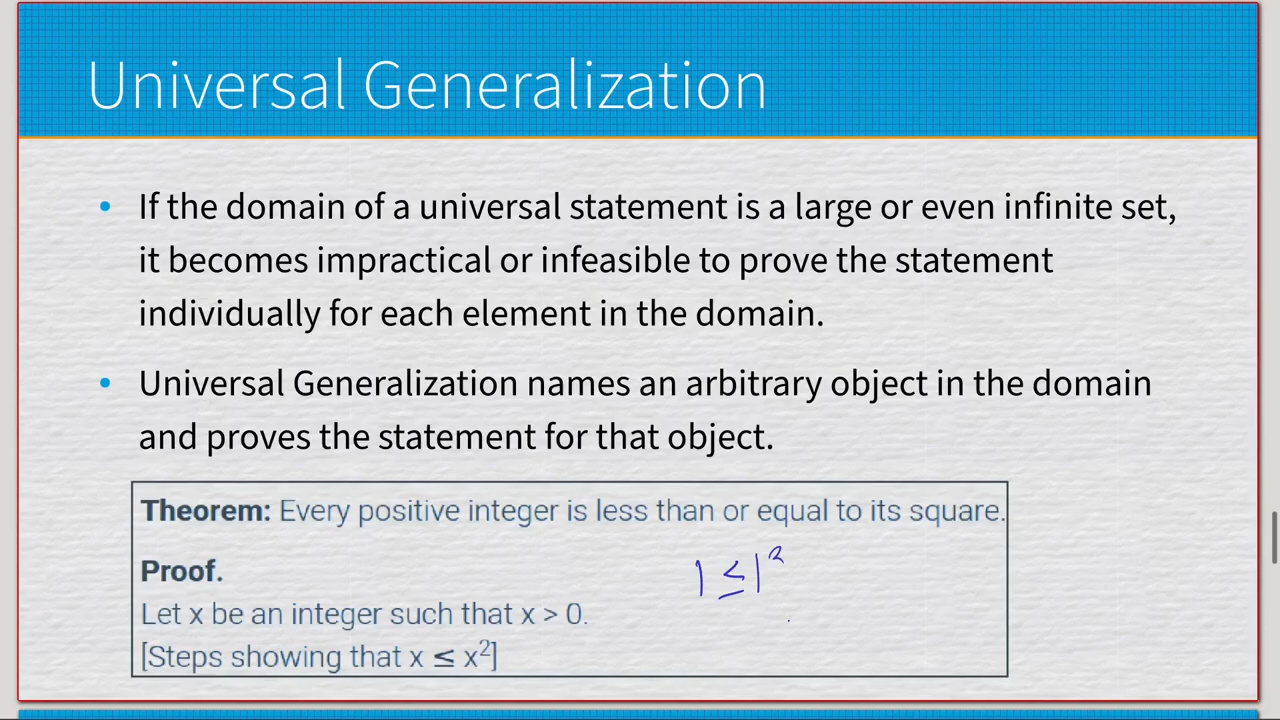 Universal Generalization
• If the domain of a universal statement is a large or even infinite set,
it becomes impractical or infeasible to prove the statement
individually for each element in the domain.
• Universal Generalization names an arbitrary object in the domain
and proves the statement for that object.
Theorem: Every positive integer is less than or equal to its square.
Proof.
1 ≤ 1²
Let x be an integer such that x > 0.
[Steps showing that x ≤ x²]